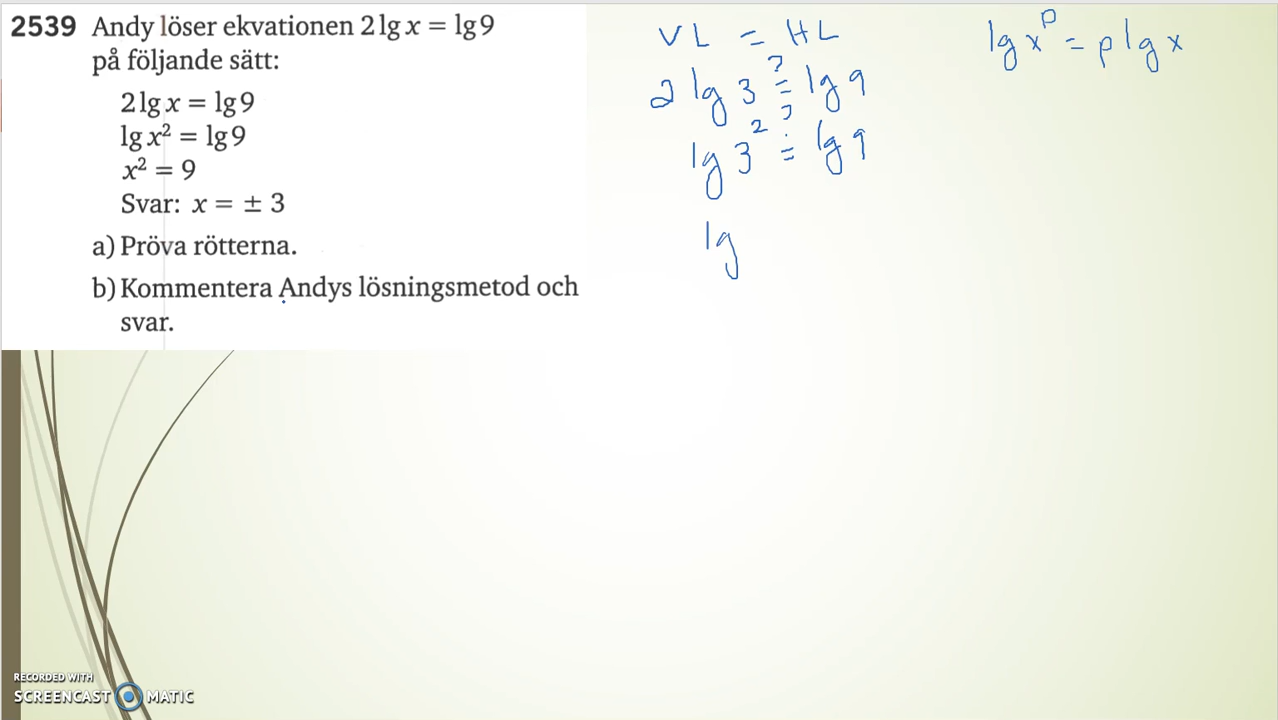 2539 Andy löser ekvationen 2 lg x = lg 9
på följande sätt:
2 lg x = lg 9
lg x² = lg 9
x² = 9
Svar: x = ± 3
a) Pröva rötterna.
b) Kommentera Andys lösningsmetod och
svar.
VL = HL
2 lg 3 ?= lg 9
lg 3² ?= lg 9
lg
lg x^p = p lg x
RECORDED WITH
SCREENCAST MATIC